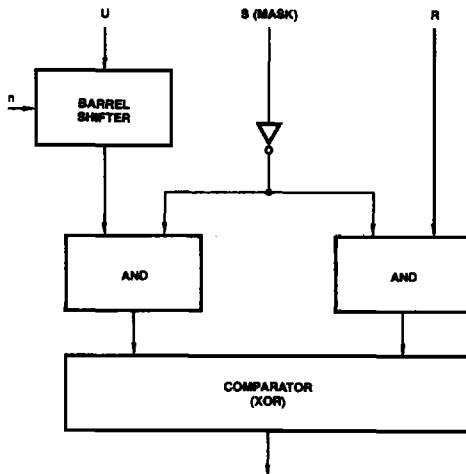 U S (MASK) R
n
BARREL
SHIFTER
AND AND
COMPARATOR
(XOR)